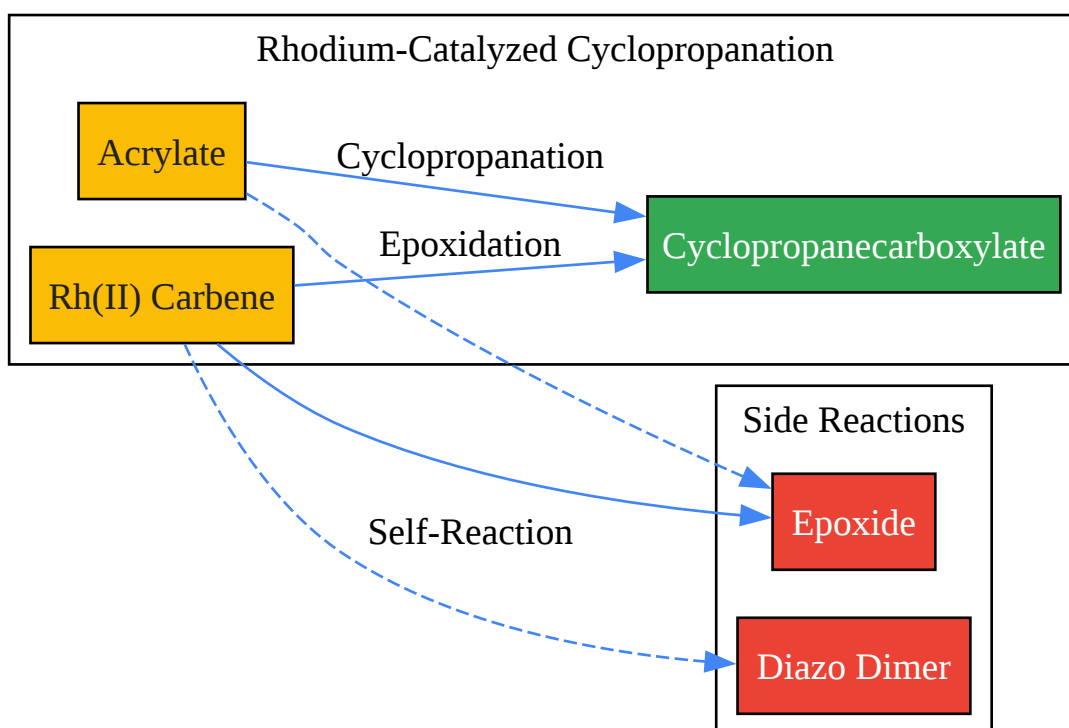 Rhodium-Catalyzed Cyclopropanation
Acrylate
Cyclopropanation
Epoxidation
Cyclopropanecarboxylate
Rh(II) Carbene
Side Reactions
Self-Reaction
Epoxide
Diazo Dimer